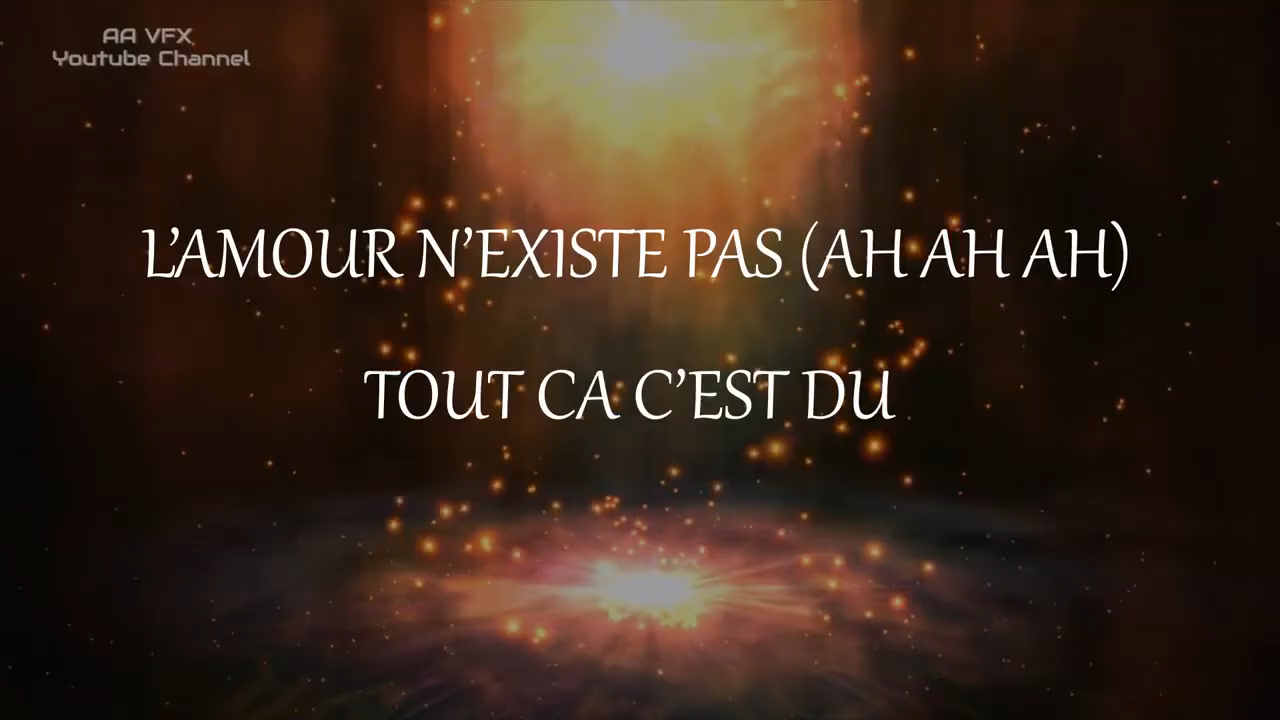 AA VFX
Youtube Channel
L’AMOUR N’EXISTE PAS (AH AH AH)
TOUT CA C’EST DU